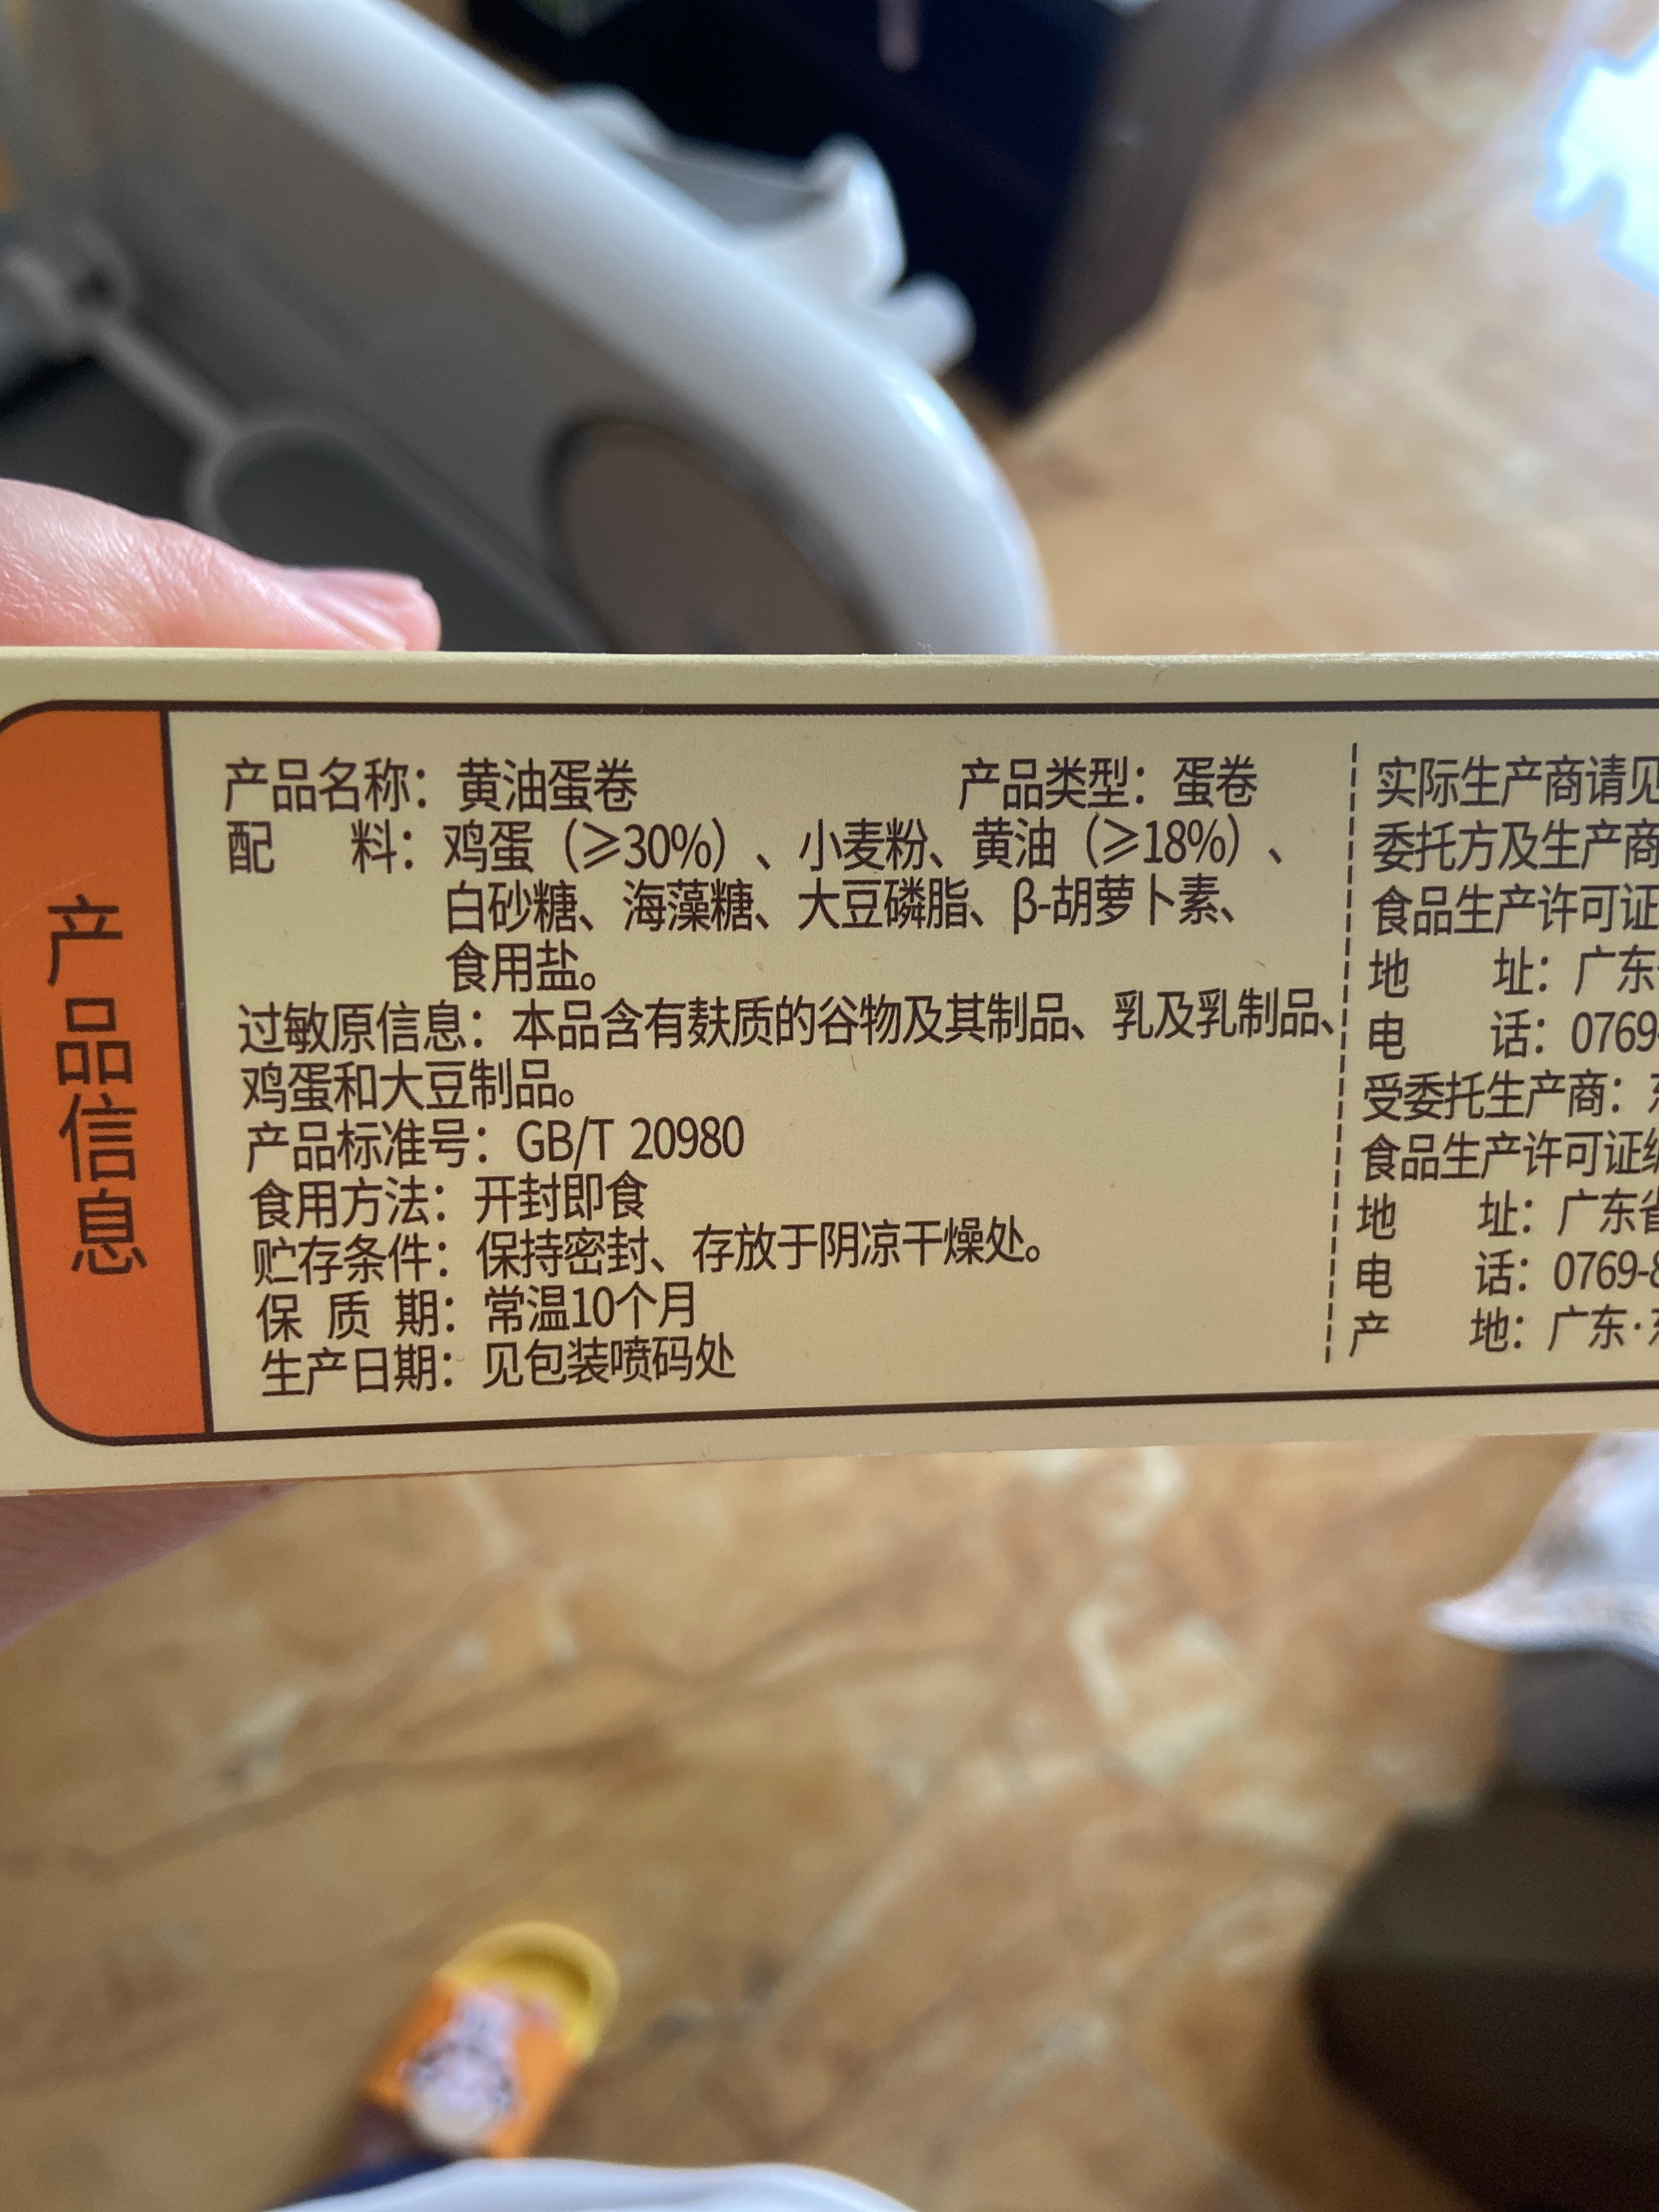 产品信息
产品名称：黄油蛋卷 产品类型：蛋卷
配 料：鸡蛋（≥30%）、小麦粉、黄油（≥18%）、
白砂糖、海藻糖、大豆磷脂、β-胡萝卜素、
食用盐。
过敏原信息：本品含有麸质的谷物及其制品、乳及乳制品、
鸡蛋和大豆制品。
产品标准号：GB/T 20980
食用方法：开封即食
贮存条件：保持密封、存放于阴凉干燥处。
保 质 期：常温10个月
生产日期：见包装喷码处
实际生产商请见
委托方及生产商
食品生产许可证
地 址：广东
电 话：0769-
受委托生产商：
食品生产许可证编
地 址：广东省
电 话：0769-8
产 地：广东·